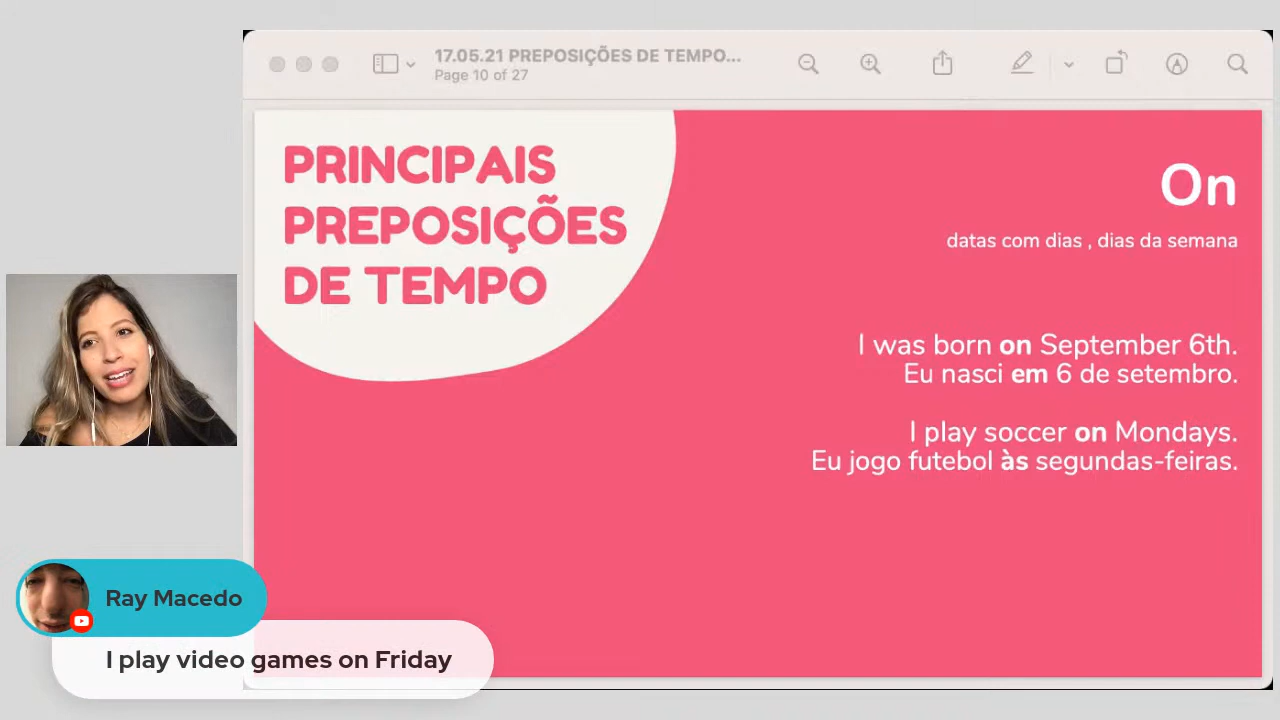 17.05.21 PREPOSIÇÕES DE TEMPO...
Page 10 of 27
PRINCIPAIS
PREPOSIÇÕES
DE TEMPO
On
datas com dias , dias da semana
I was born on September 6th.
Eu nasci em 6 de setembro.
I play soccer on Mondays.
Eu jogo futebol às segundas-feiras.
Ray Macedo
I play video games on Friday